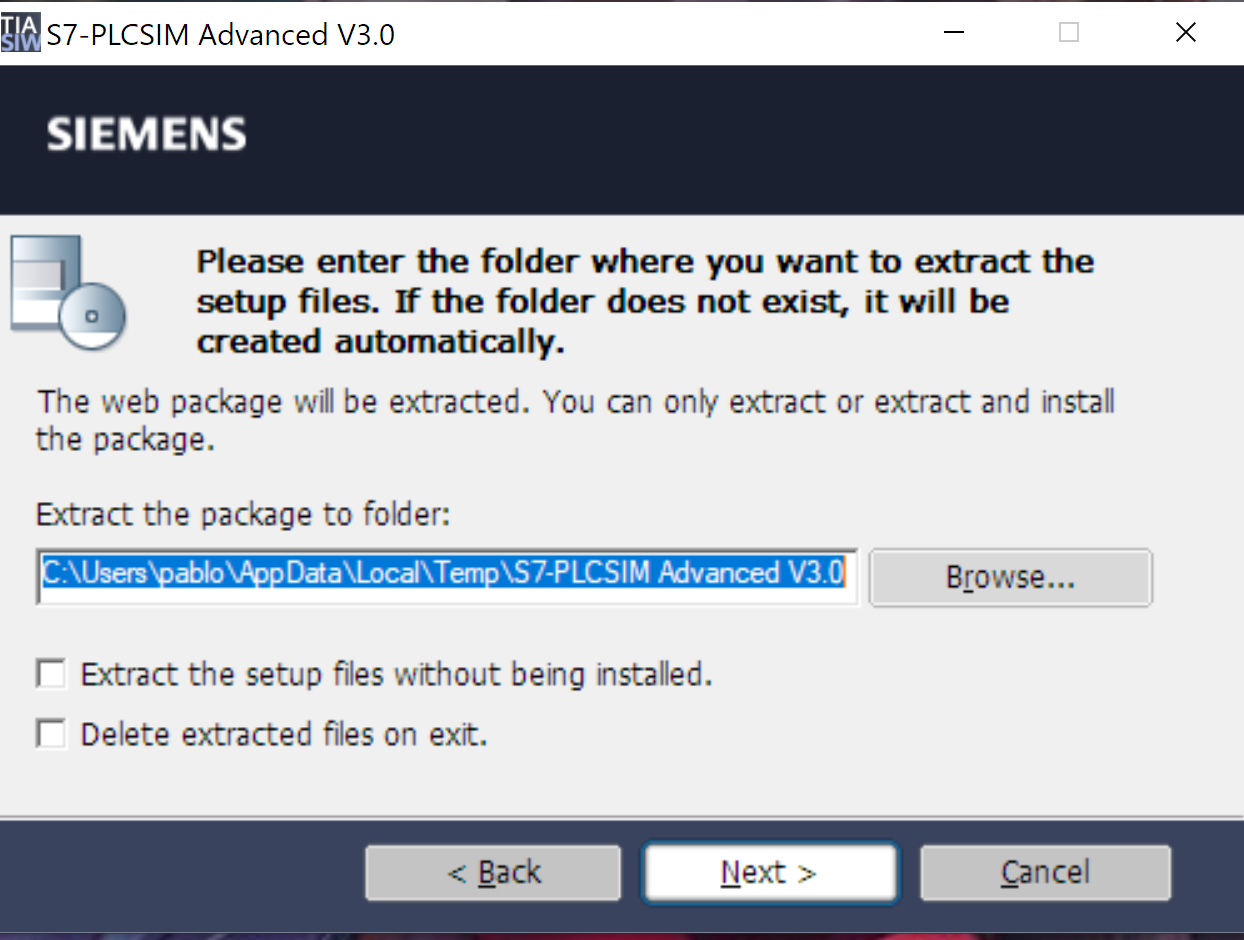 TIA
SIW
S7-PLCSIM Advanced V3.0
SIEMENS
Please enter the folder where you want to extract the
setup files. If the folder does not exist, it will be
created automatically.
The web package will be extracted. You can only extract or extract and install
the package.
Extract the package to folder:
C:\Users\pablo\AppData\Local\Temp\S7-PLCSIM Advanced V3.0
Browse...
Extract the setup files without being installed.
Delete extracted files on exit.
< Back
Next >
Cancel